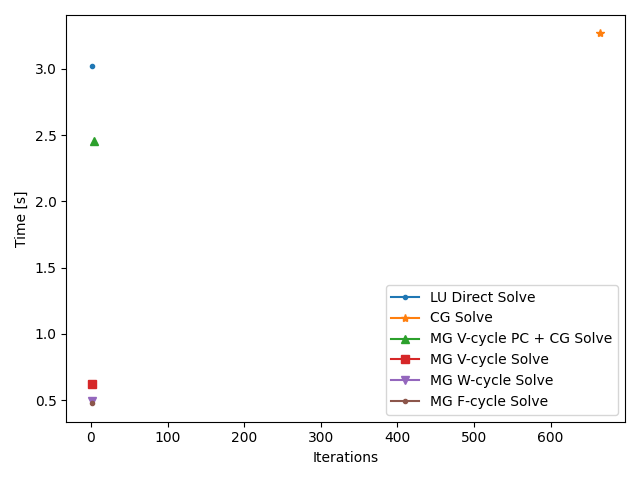 3.0
2.5
2.0
1.5
1.0
0.5
Time [s]
0 100 200 300 400 500 600
Iterations
LU Direct Solve
CG Solve
MG V-cycle PC + CG Solve
MG V-cycle Solve
MG W-cycle Solve
MG F-cycle Solve